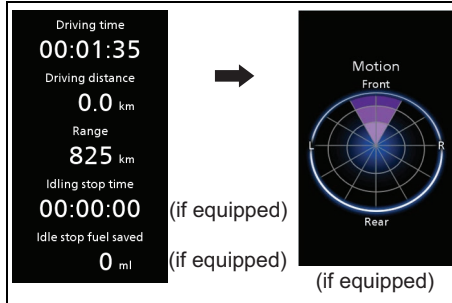 Driving time
00:01:35
Driving distance
0.0 km
Range
825 km
Idling stop time
00:00:00 (if equipped)
Idle stop fuel saved
0 ml (if equipped)
Motion
Front
L R
Rear
(if equipped)